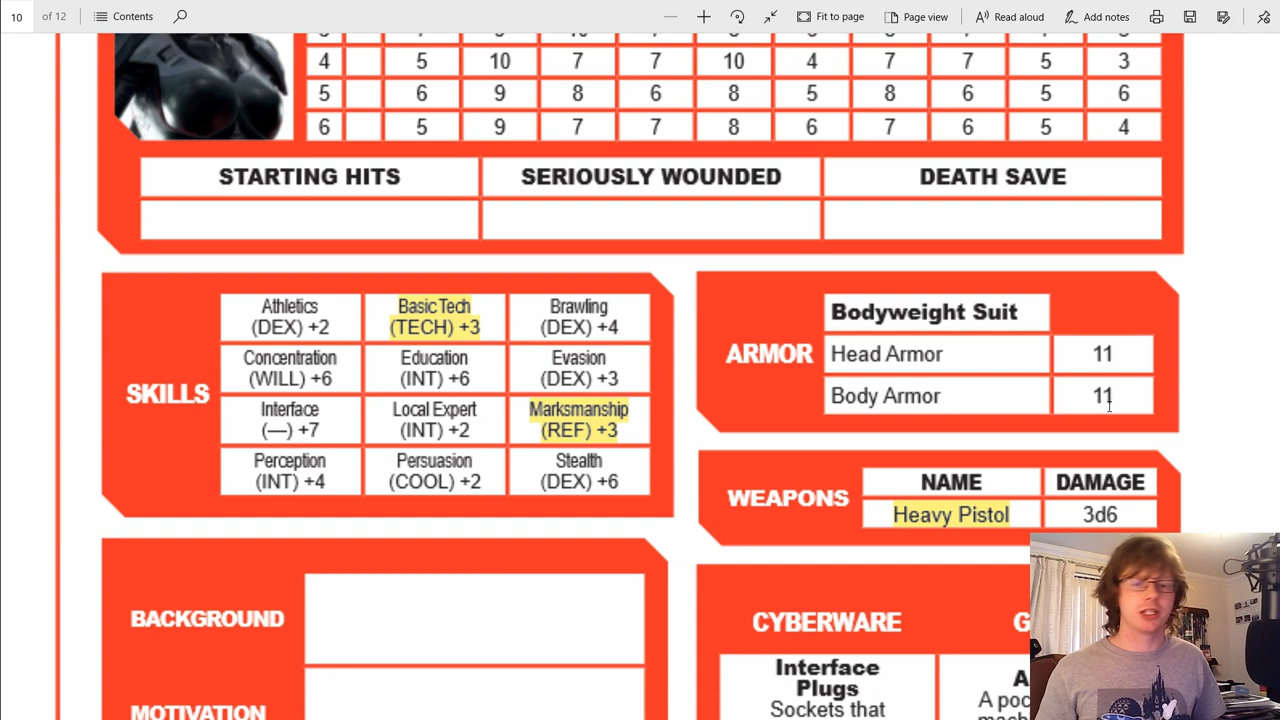 10 of 12 Contents Fit to page Page view Read aloud Add notes
4 5 10 7 7 10 4 7 7 5 3
5 6 9 8 6 8 5 8 6 5 6
6 5 9 7 7 8 6 7 6 5 4
STARTING HITS SERIOUSLY WOUNDED DEATH SAVE
SKILLS
Athletics Basic Tech Brawling
(DEX) +2 (TECH) +3 (DEX) +4
Concentration Education Evasion
(WILL) +6 (INT) +6 (DEX) +3
Interface Local Expert Marksmanship
(—) +7 (INT) +2 (REF) +3
Perception Persuasion Stealth
(INT) +4 (COOL) +2 (DEX) +6
ARMOR
Bodyweight Suit
Head Armor 11
Body Armor 11
WEAPONS
NAME DAMAGE
Heavy Pistol 3d6
BACKGROUND
MOTIVATION
CYBERWARE
Interface
Plugs
Sockets that
A poc